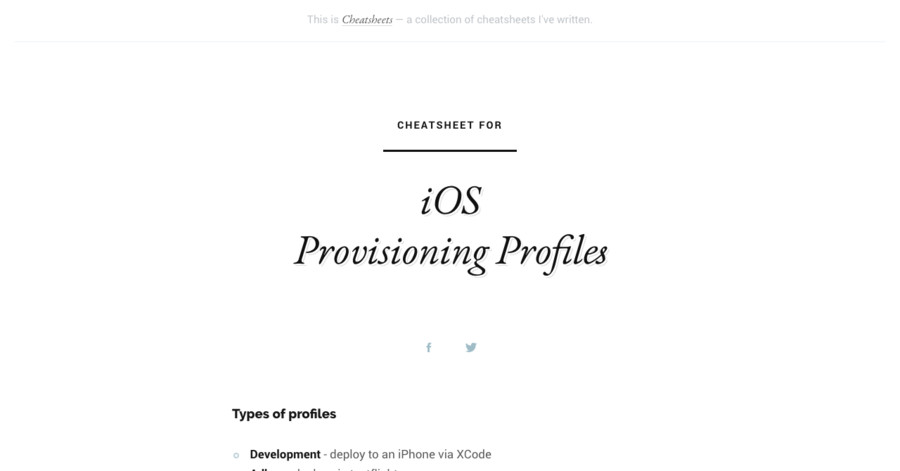 This is Cheatsheets — a collection of cheatsheets I've written.
CHEATSHEET FOR
iOS
Provisioning Profiles
Types of profiles
Development - deploy to an iPhone via XCode